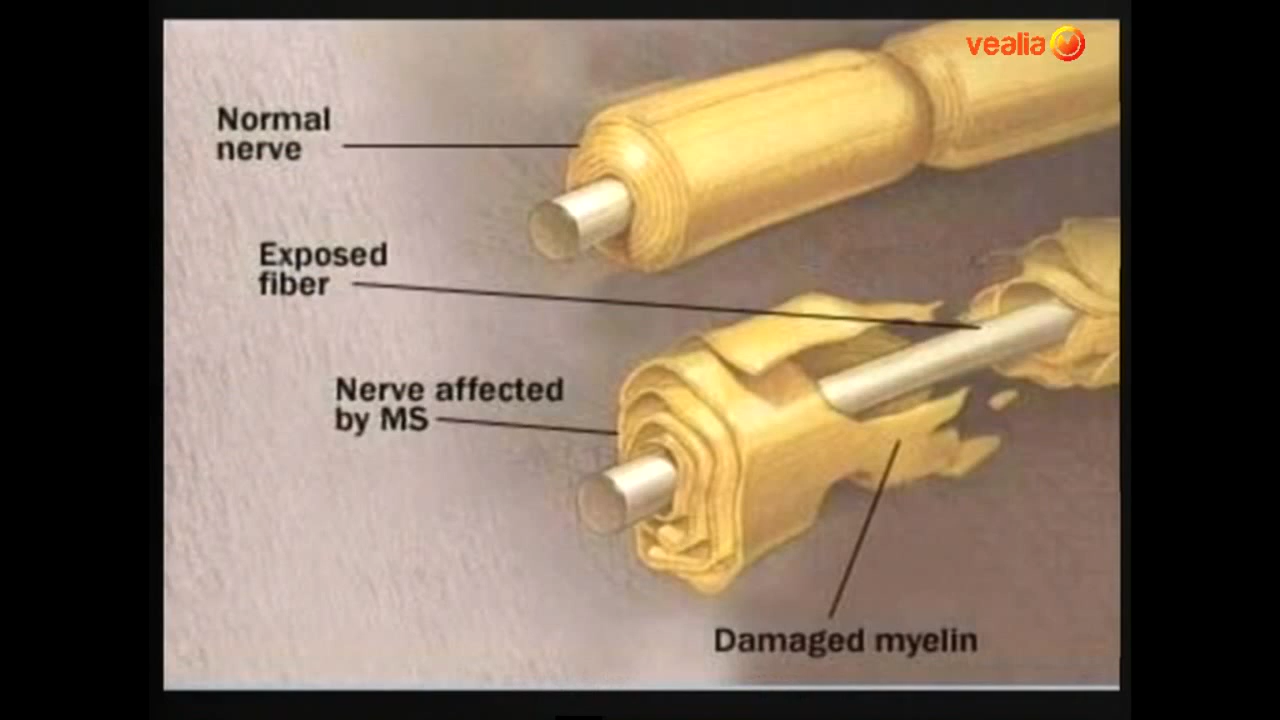 vealia
Normal
nerve
Exposed
fiber
Nerve affected
by MS
Damaged myelin